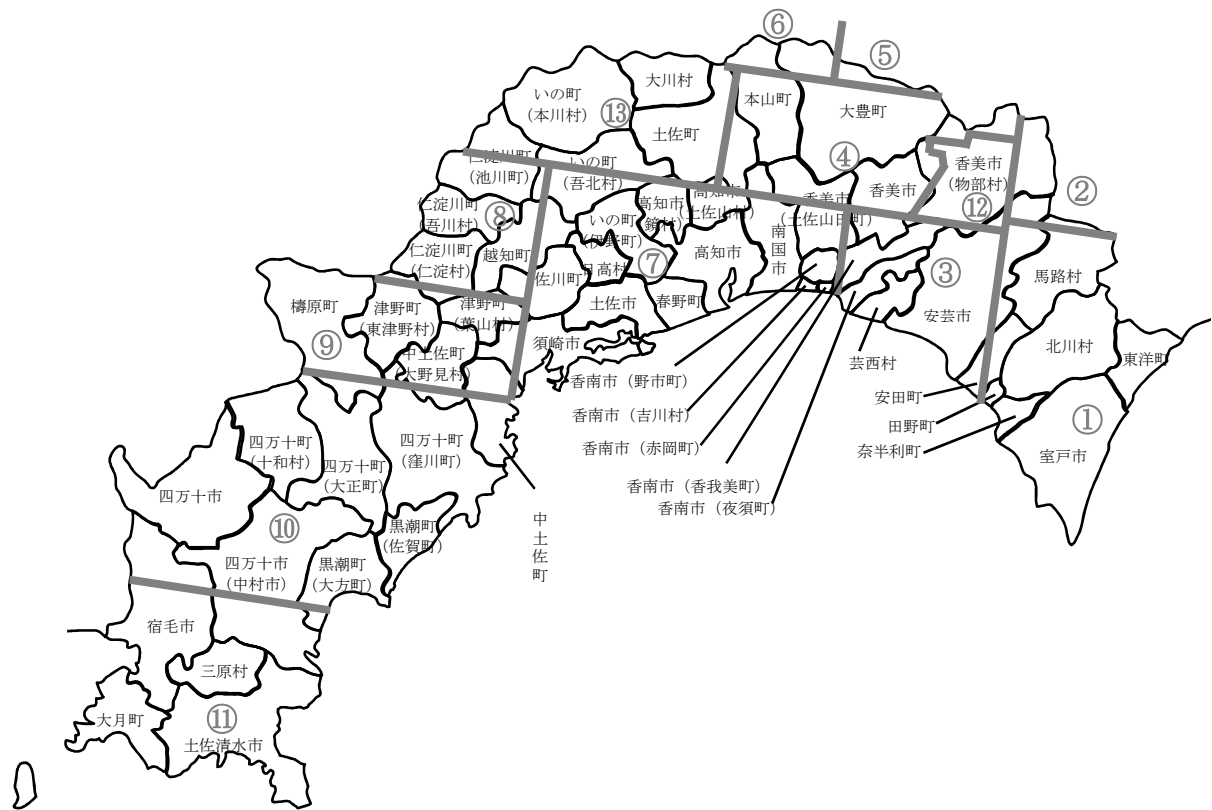 ⑥
⑤
大川村
いの町
(本川村)
⑬
本山町
大豊町
土佐町
④
仁淀川町
(池川町)
いの町
(吾北村)
香美市
(物部村)
香美市
⑫
②
仁淀川町
(吾川村)
⑧
高知市
(鏡村)
高知市
(土佐山村)
香美市
(土佐山田町)
いの町
(伊野町)
仁淀川町
(仁淀村)
越知町
日高村
⑦
高知市
南国市
③
馬路村
佐川町
檮原町
津野町
(東津野村)
津野町
(葉山村)
土佐市
春野町
安芸市
⑨
中土佐町
(大野見村)
須崎市
北川村
東洋町
芸西村
香南市(野市町)
安田町
香南市(吉川村)
田野町
①
香南市(赤岡町)
奈半利町
室戸市
香南市(香我美町)
香南市(夜須町)
四万十町
(十和村)
四万十町
(窪川町)
四万十町
(大正町)
四万十市
中土佐町
⑩
黒潮町
(佐賀町)
四万十市
(中村市)
黒潮町
(大方町)
宿毛市
三原村
大月町
⑪
土佐清水市